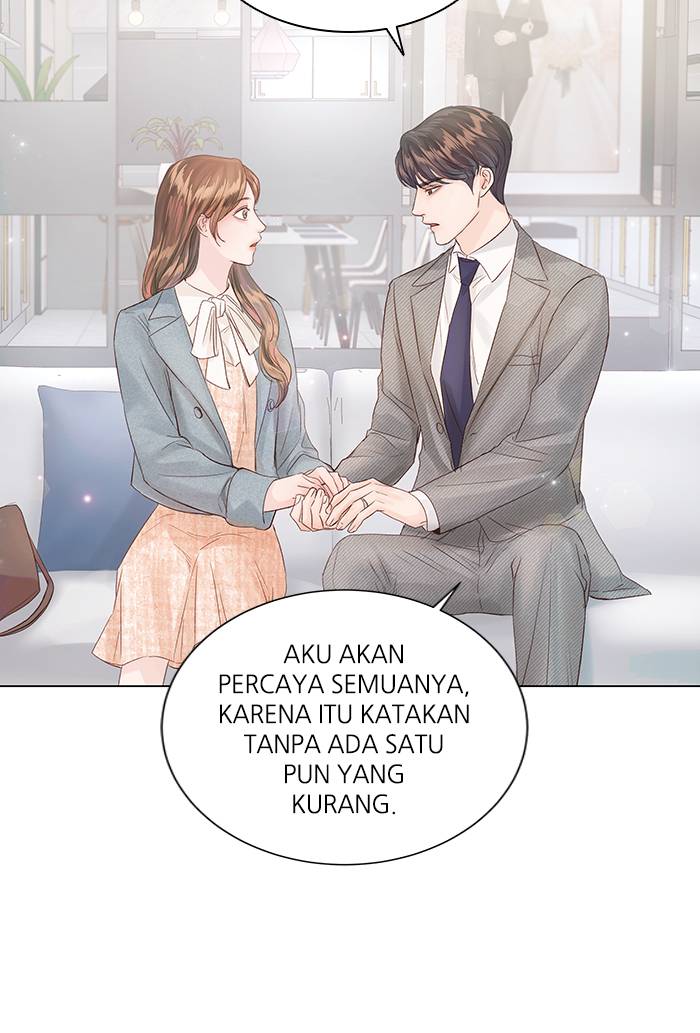 AKU AKAN
PERCAYA SEMUANYA,
KARENA ITU KATAKAN
TANPA ADA SATU
PUN YANG
KURANG.